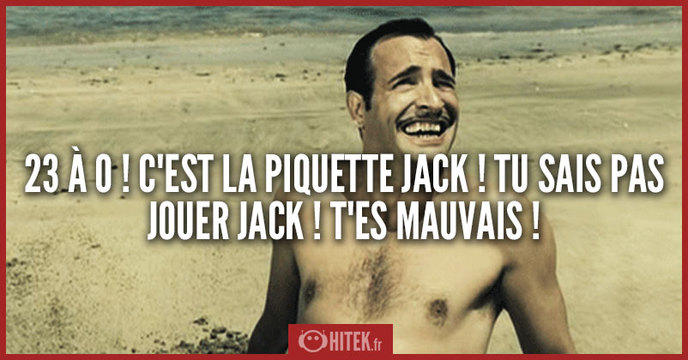 23 À 0 ! C'EST LA PIQUETTE JACK ! TU SAIS PAS
JOUER JACK ! T'ES MAUVAIS !
HITEK.fr